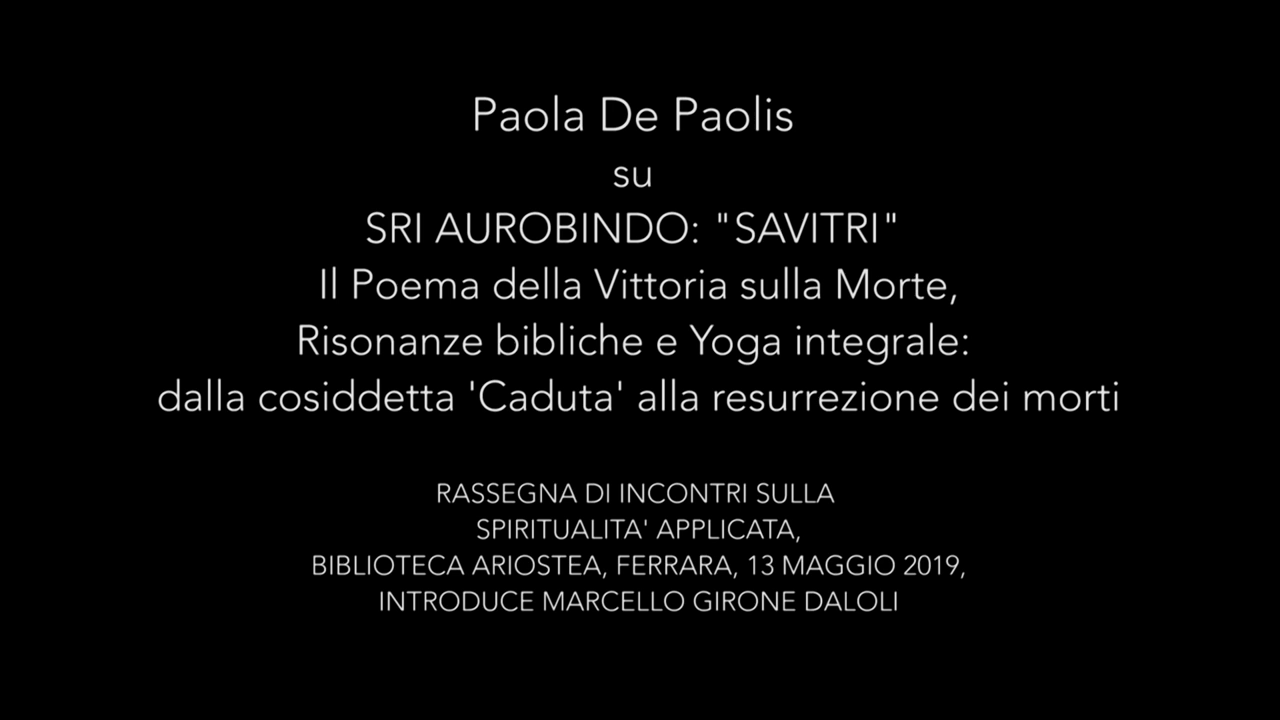 Paola De Paolis
su
SRI AUROBINDO: "SAVITRI"
Il Poema della Vittoria sulla Morte,
Risonanze bibliche e Yoga integrale:
dalla cosiddetta 'Caduta' alla resurrezione dei morti
RASSEGNA DI INCONTRI SULLA
SPIRITUALITA' APPLICATA,
BIBLIOTECA ARIOSTEA, FERRARA, 13 MAGGIO 2019,
INTRODUCE MARCELLO GIRONE DALOLI